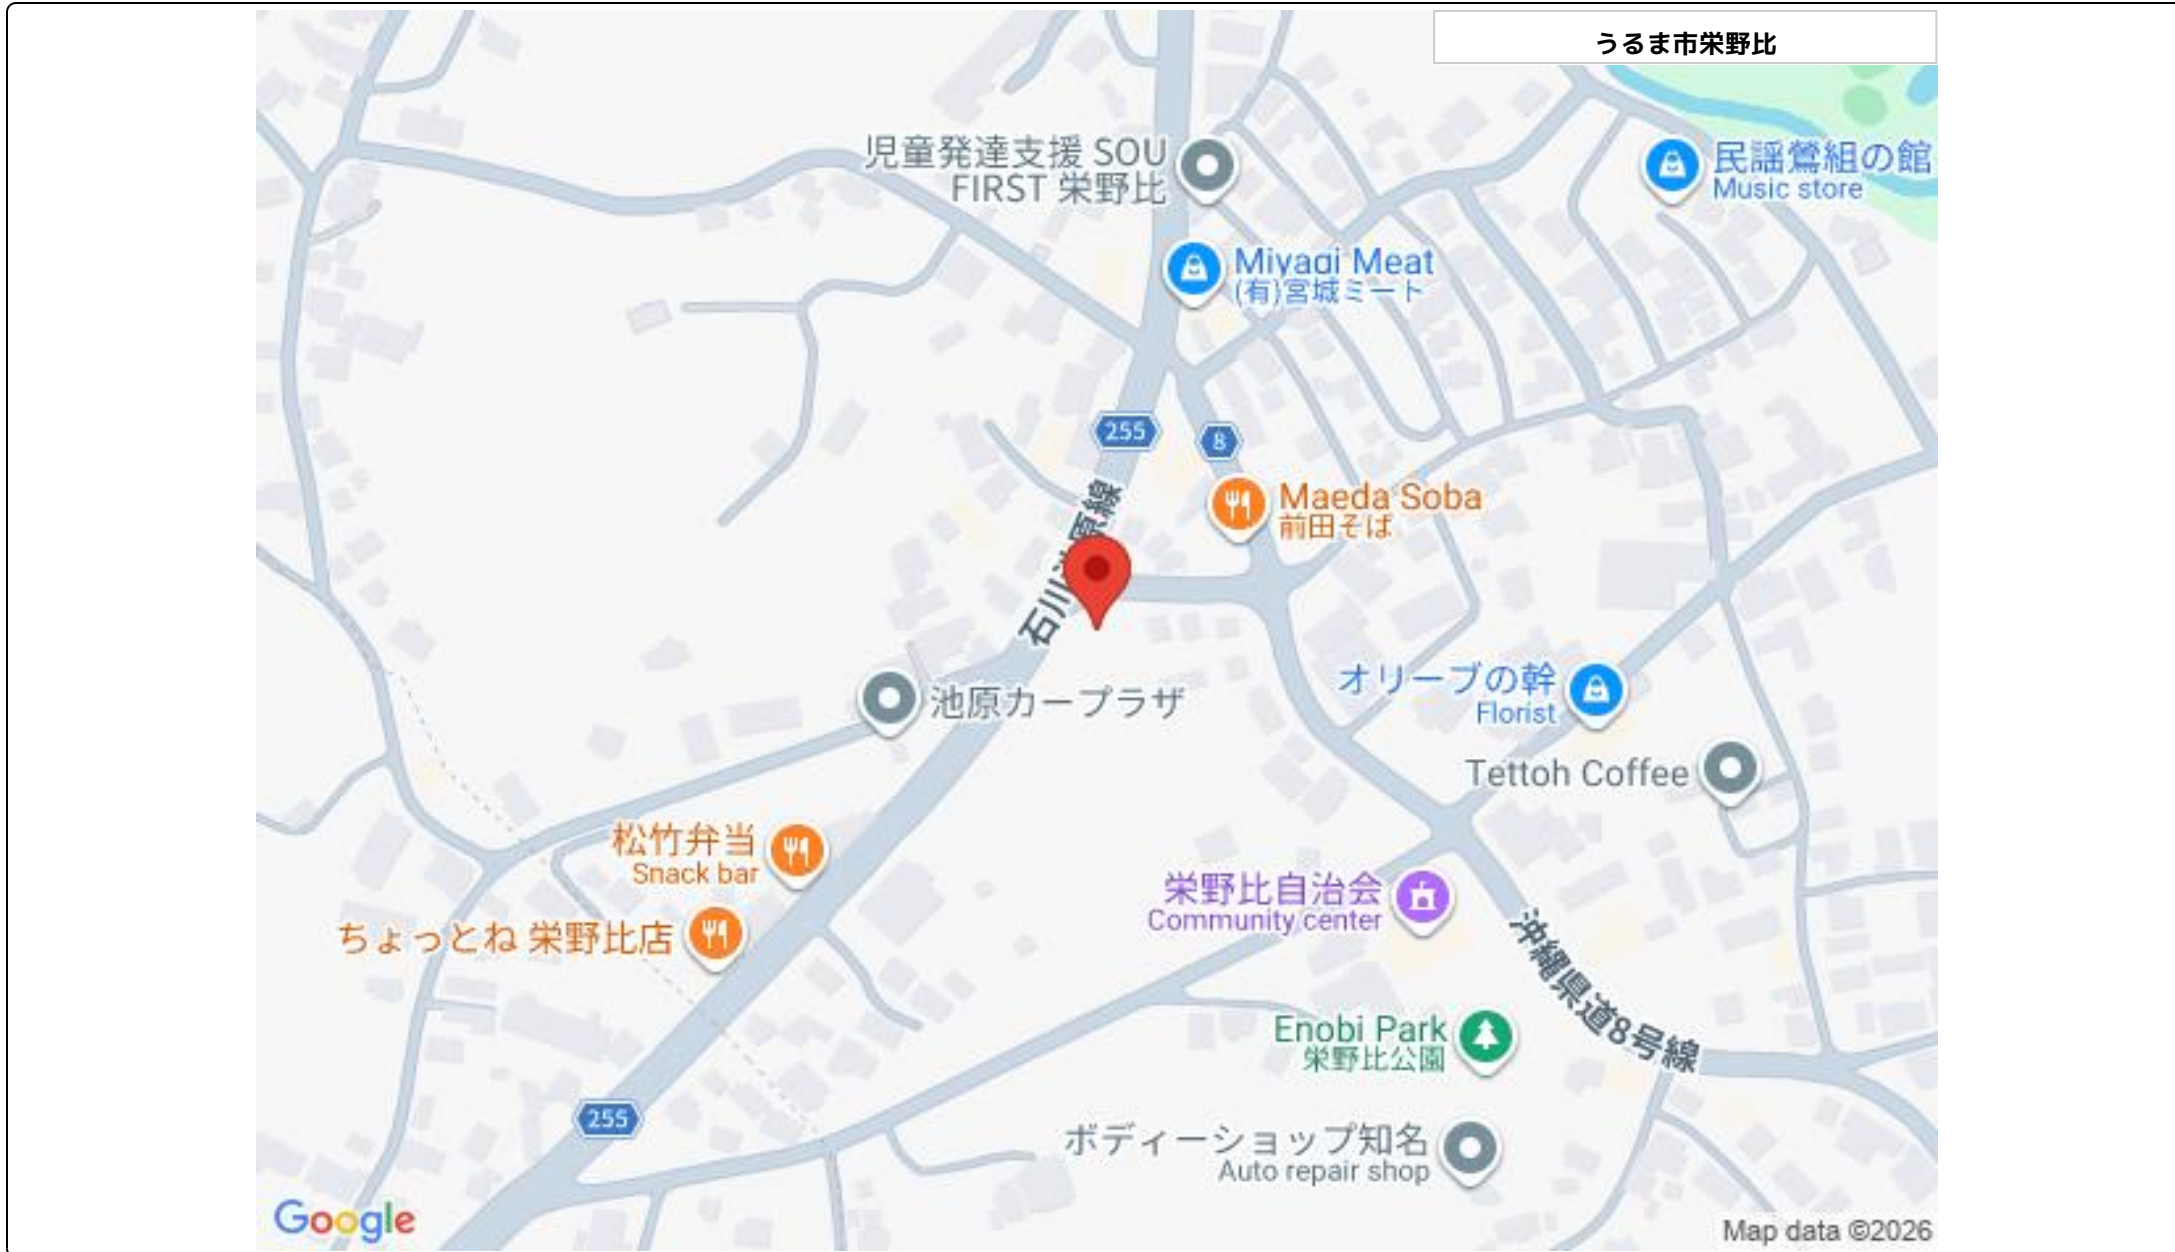 うるま市栄野比
児童発達支援 SOU
FIRST 栄野比
民謡鶯組の館
Music store
Miyagi Meat
(有)宮城ミート
255
8
Maeda Soba
前田そば
オリーブの幹
Florist
池原カープラザ
Tettoh Coffee
松竹弁当
Snack bar
栄野比自治会
Community center
ちょっとね 栄野比店
沖縄県道8号線
Enobi Park
栄野比公園
255
ボディーショップ知名
Auto repair shop
Google
Map data ©2026